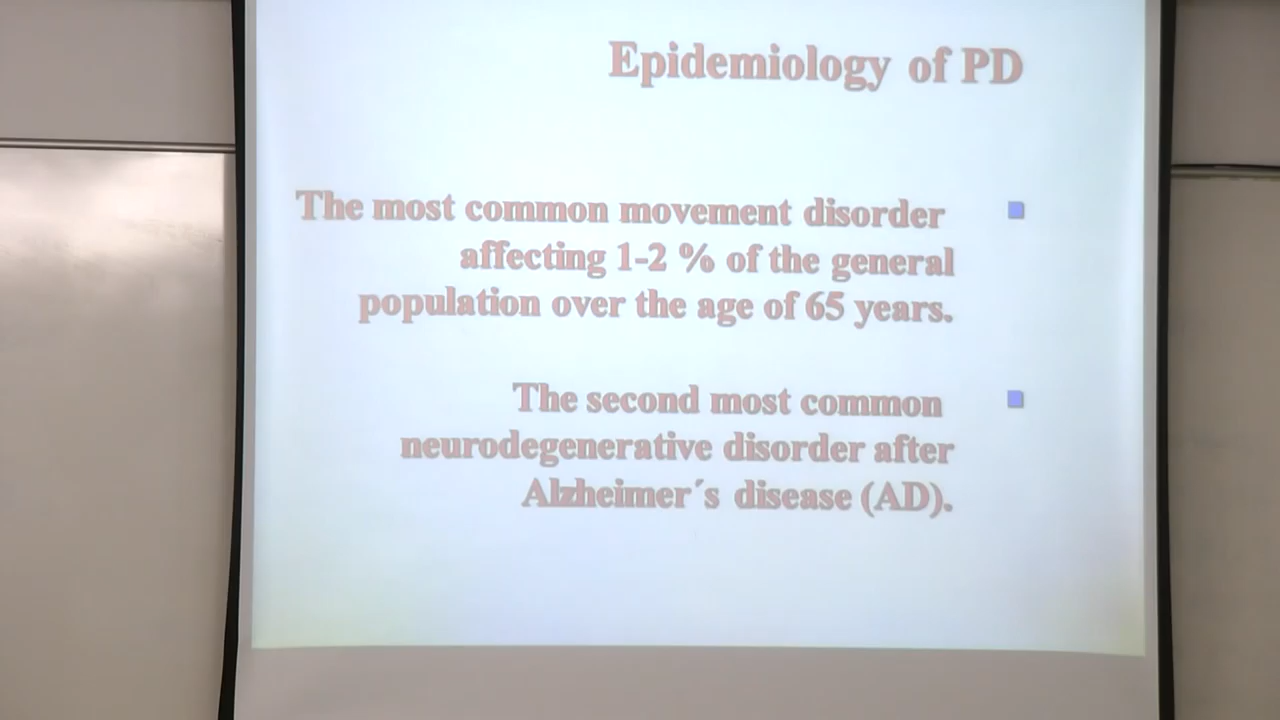 Epidemiology of PD
The most common movement disorder
affecting 1-2 % of the general
population over the age of 65 years.
The second most common
neurodegenerative disorder after
Alzheimer´s disease (AD).